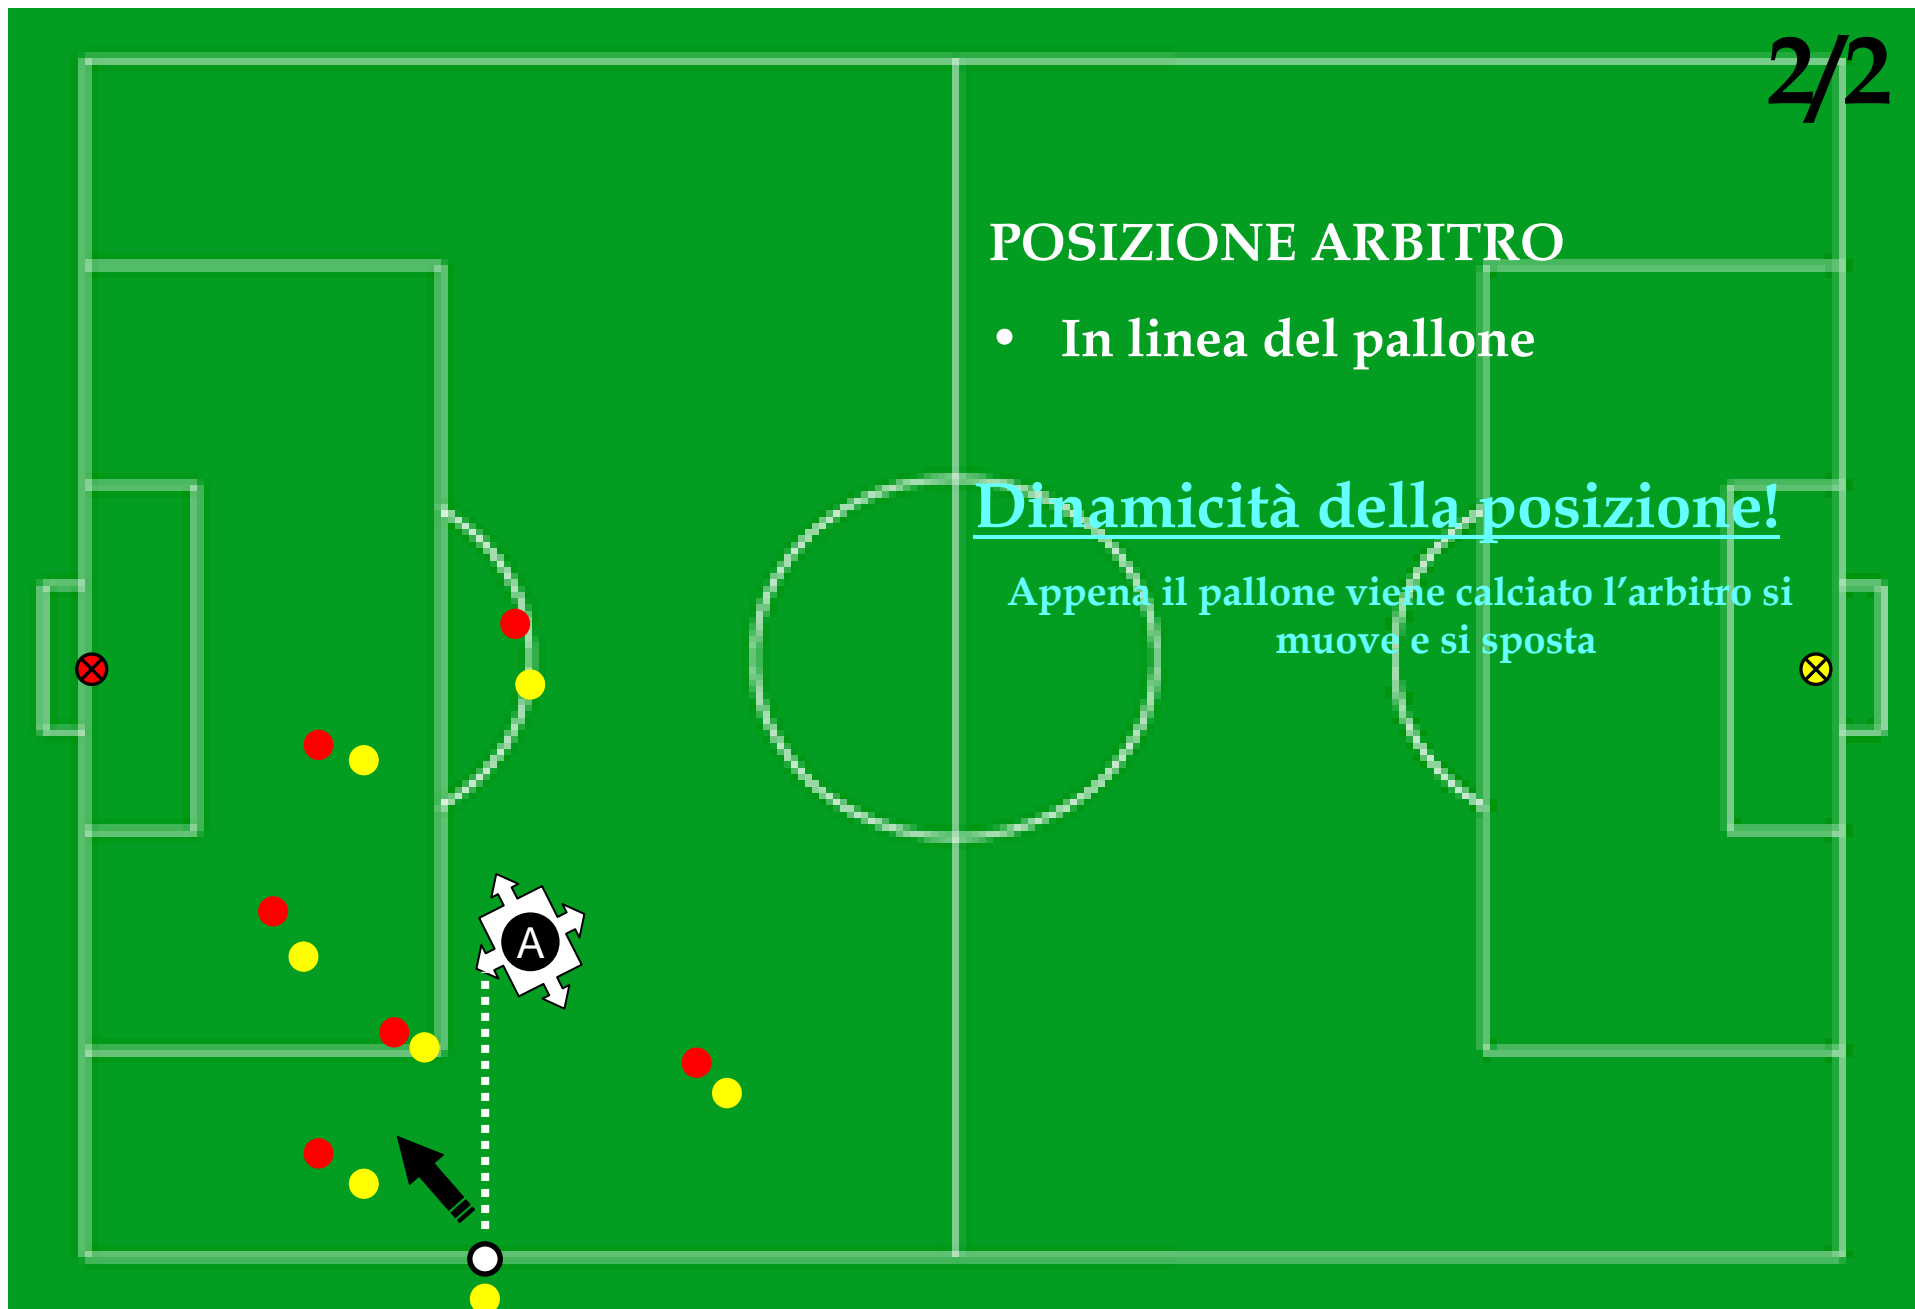 2/2
POSIZIONE ARBITRO
• In linea del pallone
Dinamicità della posizione!
Appena il pallone viene calciato l’arbitro si
muove e si sposta
A